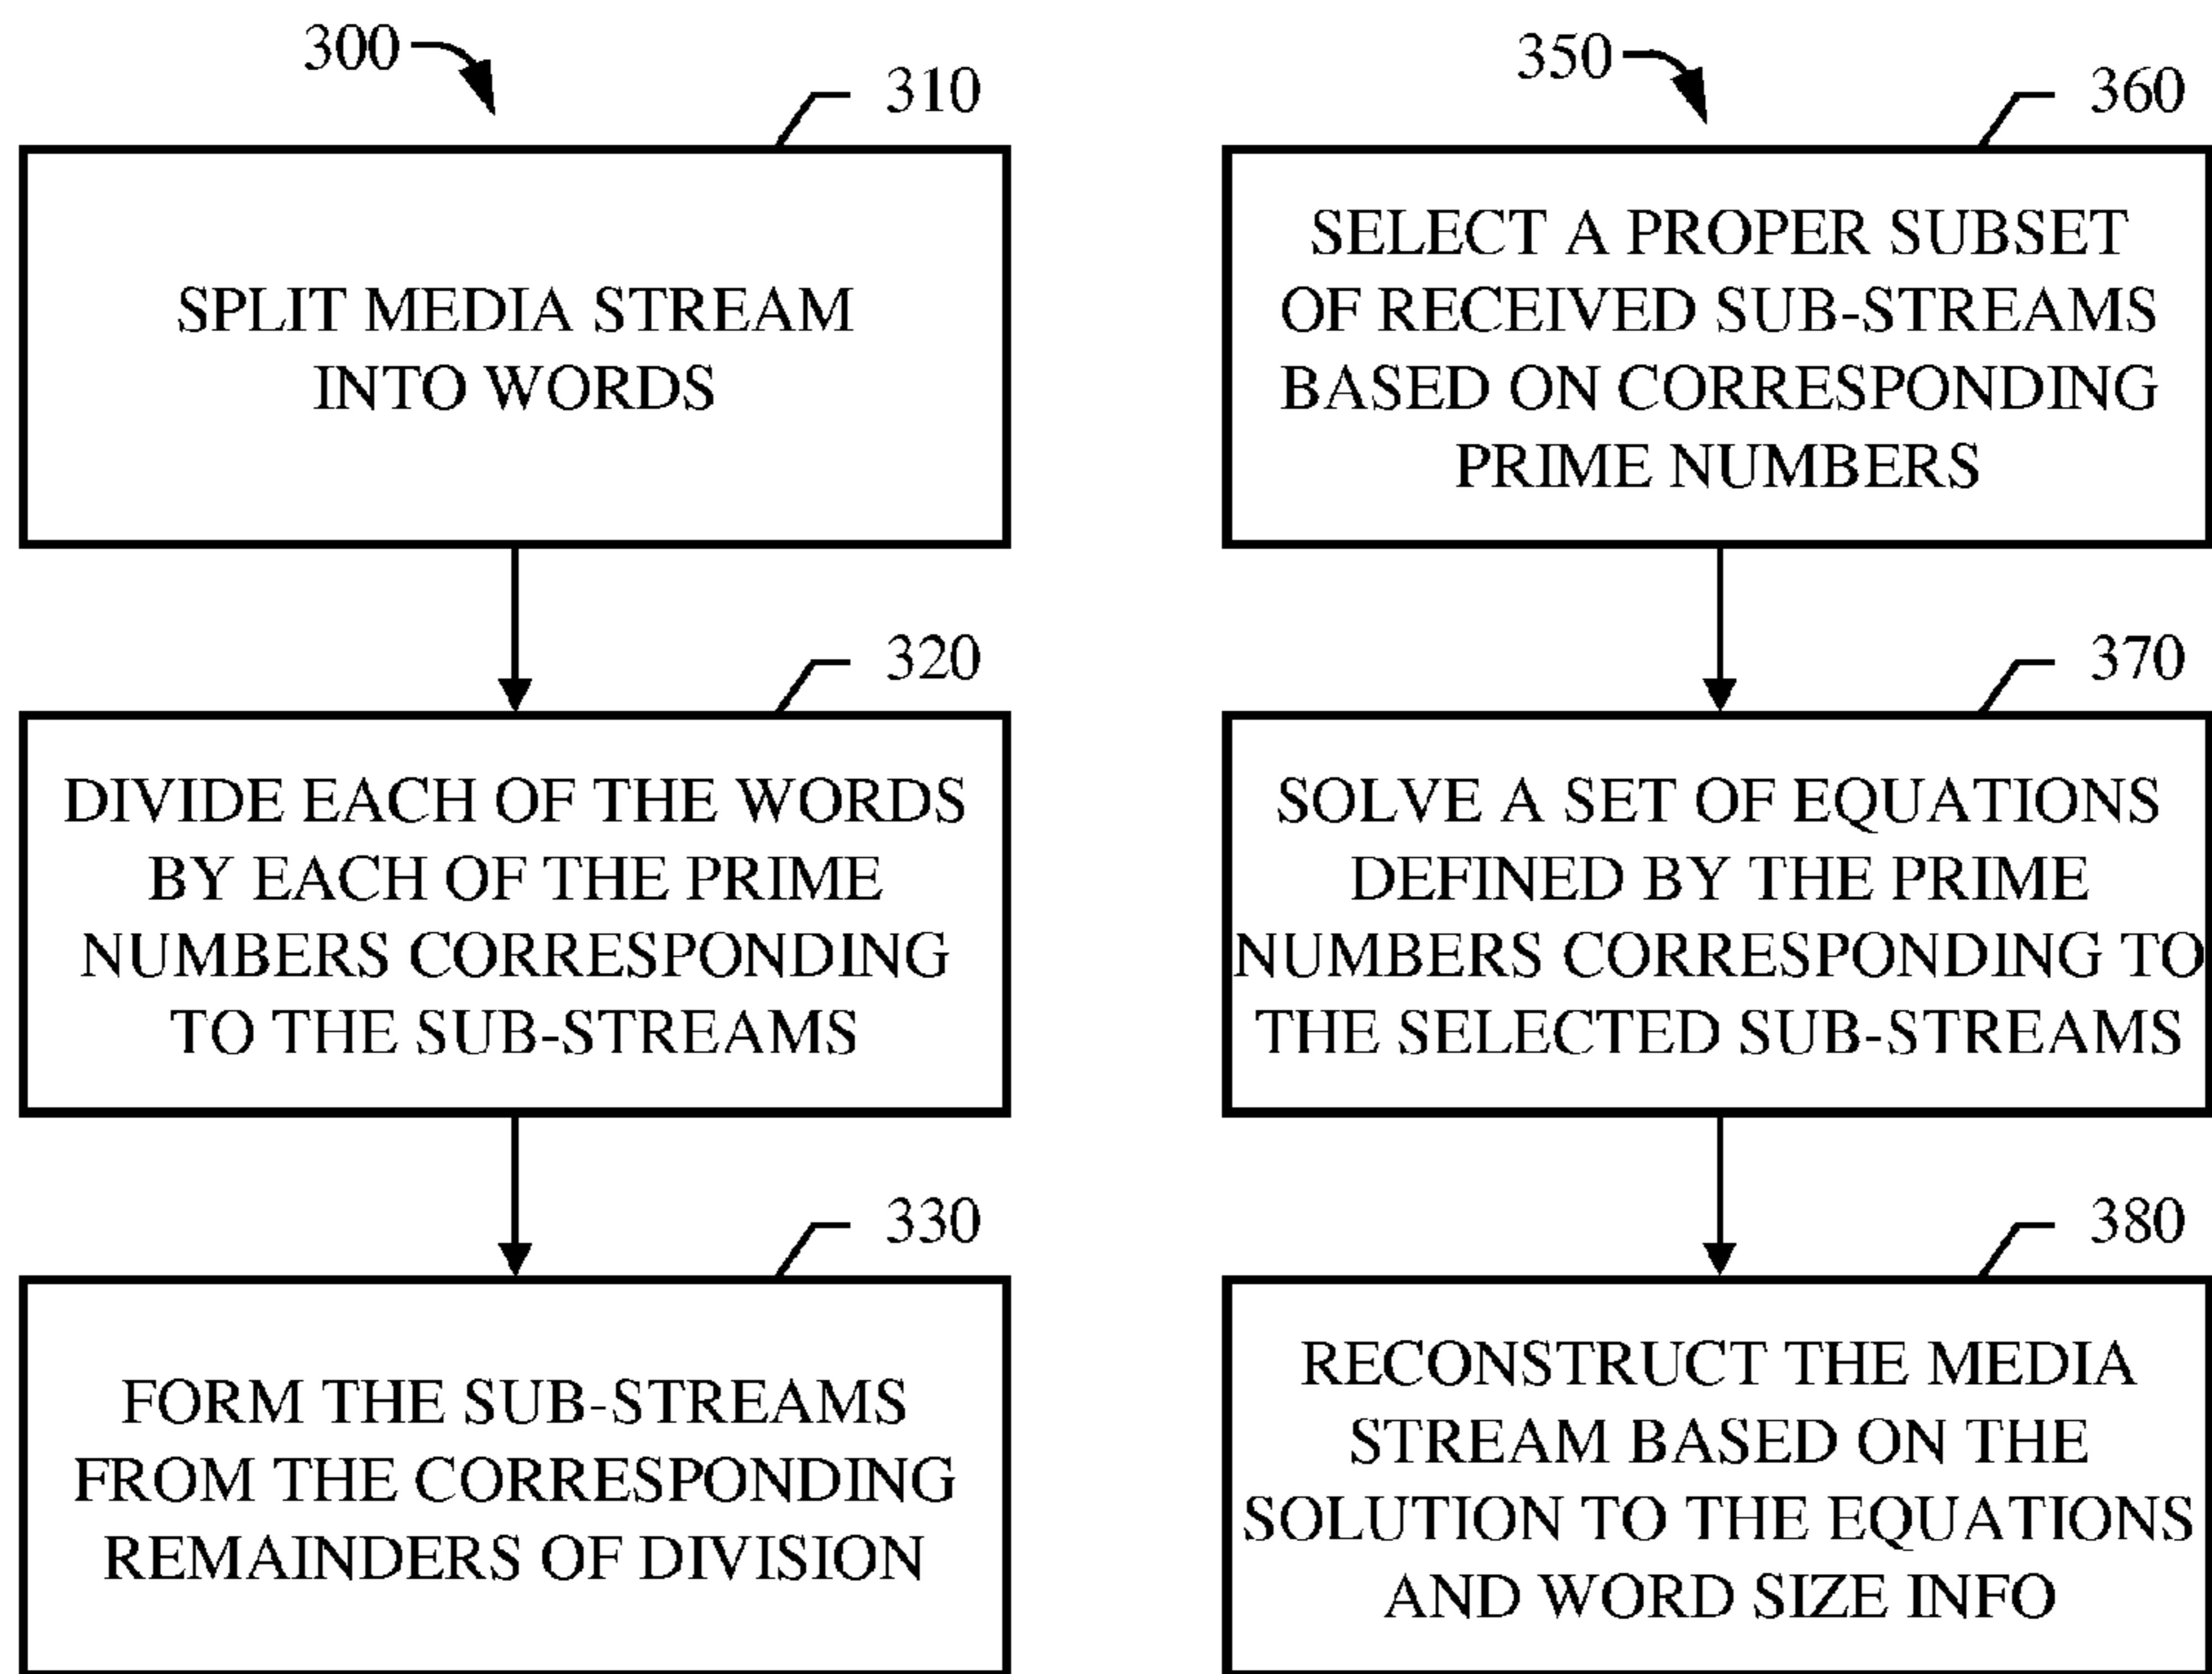 300
310
SPLIT MEDIA STREAM
INTO WORDS
320
DIVIDE EACH OF THE WORDS
BY EACH OF THE PRIME
NUMBERS CORRESPONDING
TO THE SUB-STREAMS
330
FORM THE SUB-STREAMS
FROM THE CORRESPONDING
REMAINDERS OF DIVISION
350
360
SELECT A PROPER SUBSET
OF RECEIVED SUB-STREAMS
BASED ON CORRESPONDING
PRIME NUMBERS
370
SOLVE A SET OF EQUATIONS
DEFINED BY THE PRIME
NUMBERS CORRESPONDING TO
THE SELECTED SUB-STREAMS
380
RECONSTRUCT THE MEDIA
STREAM BASED ON THE
SOLUTION TO THE EQUATIONS
AND WORD SIZE INFO